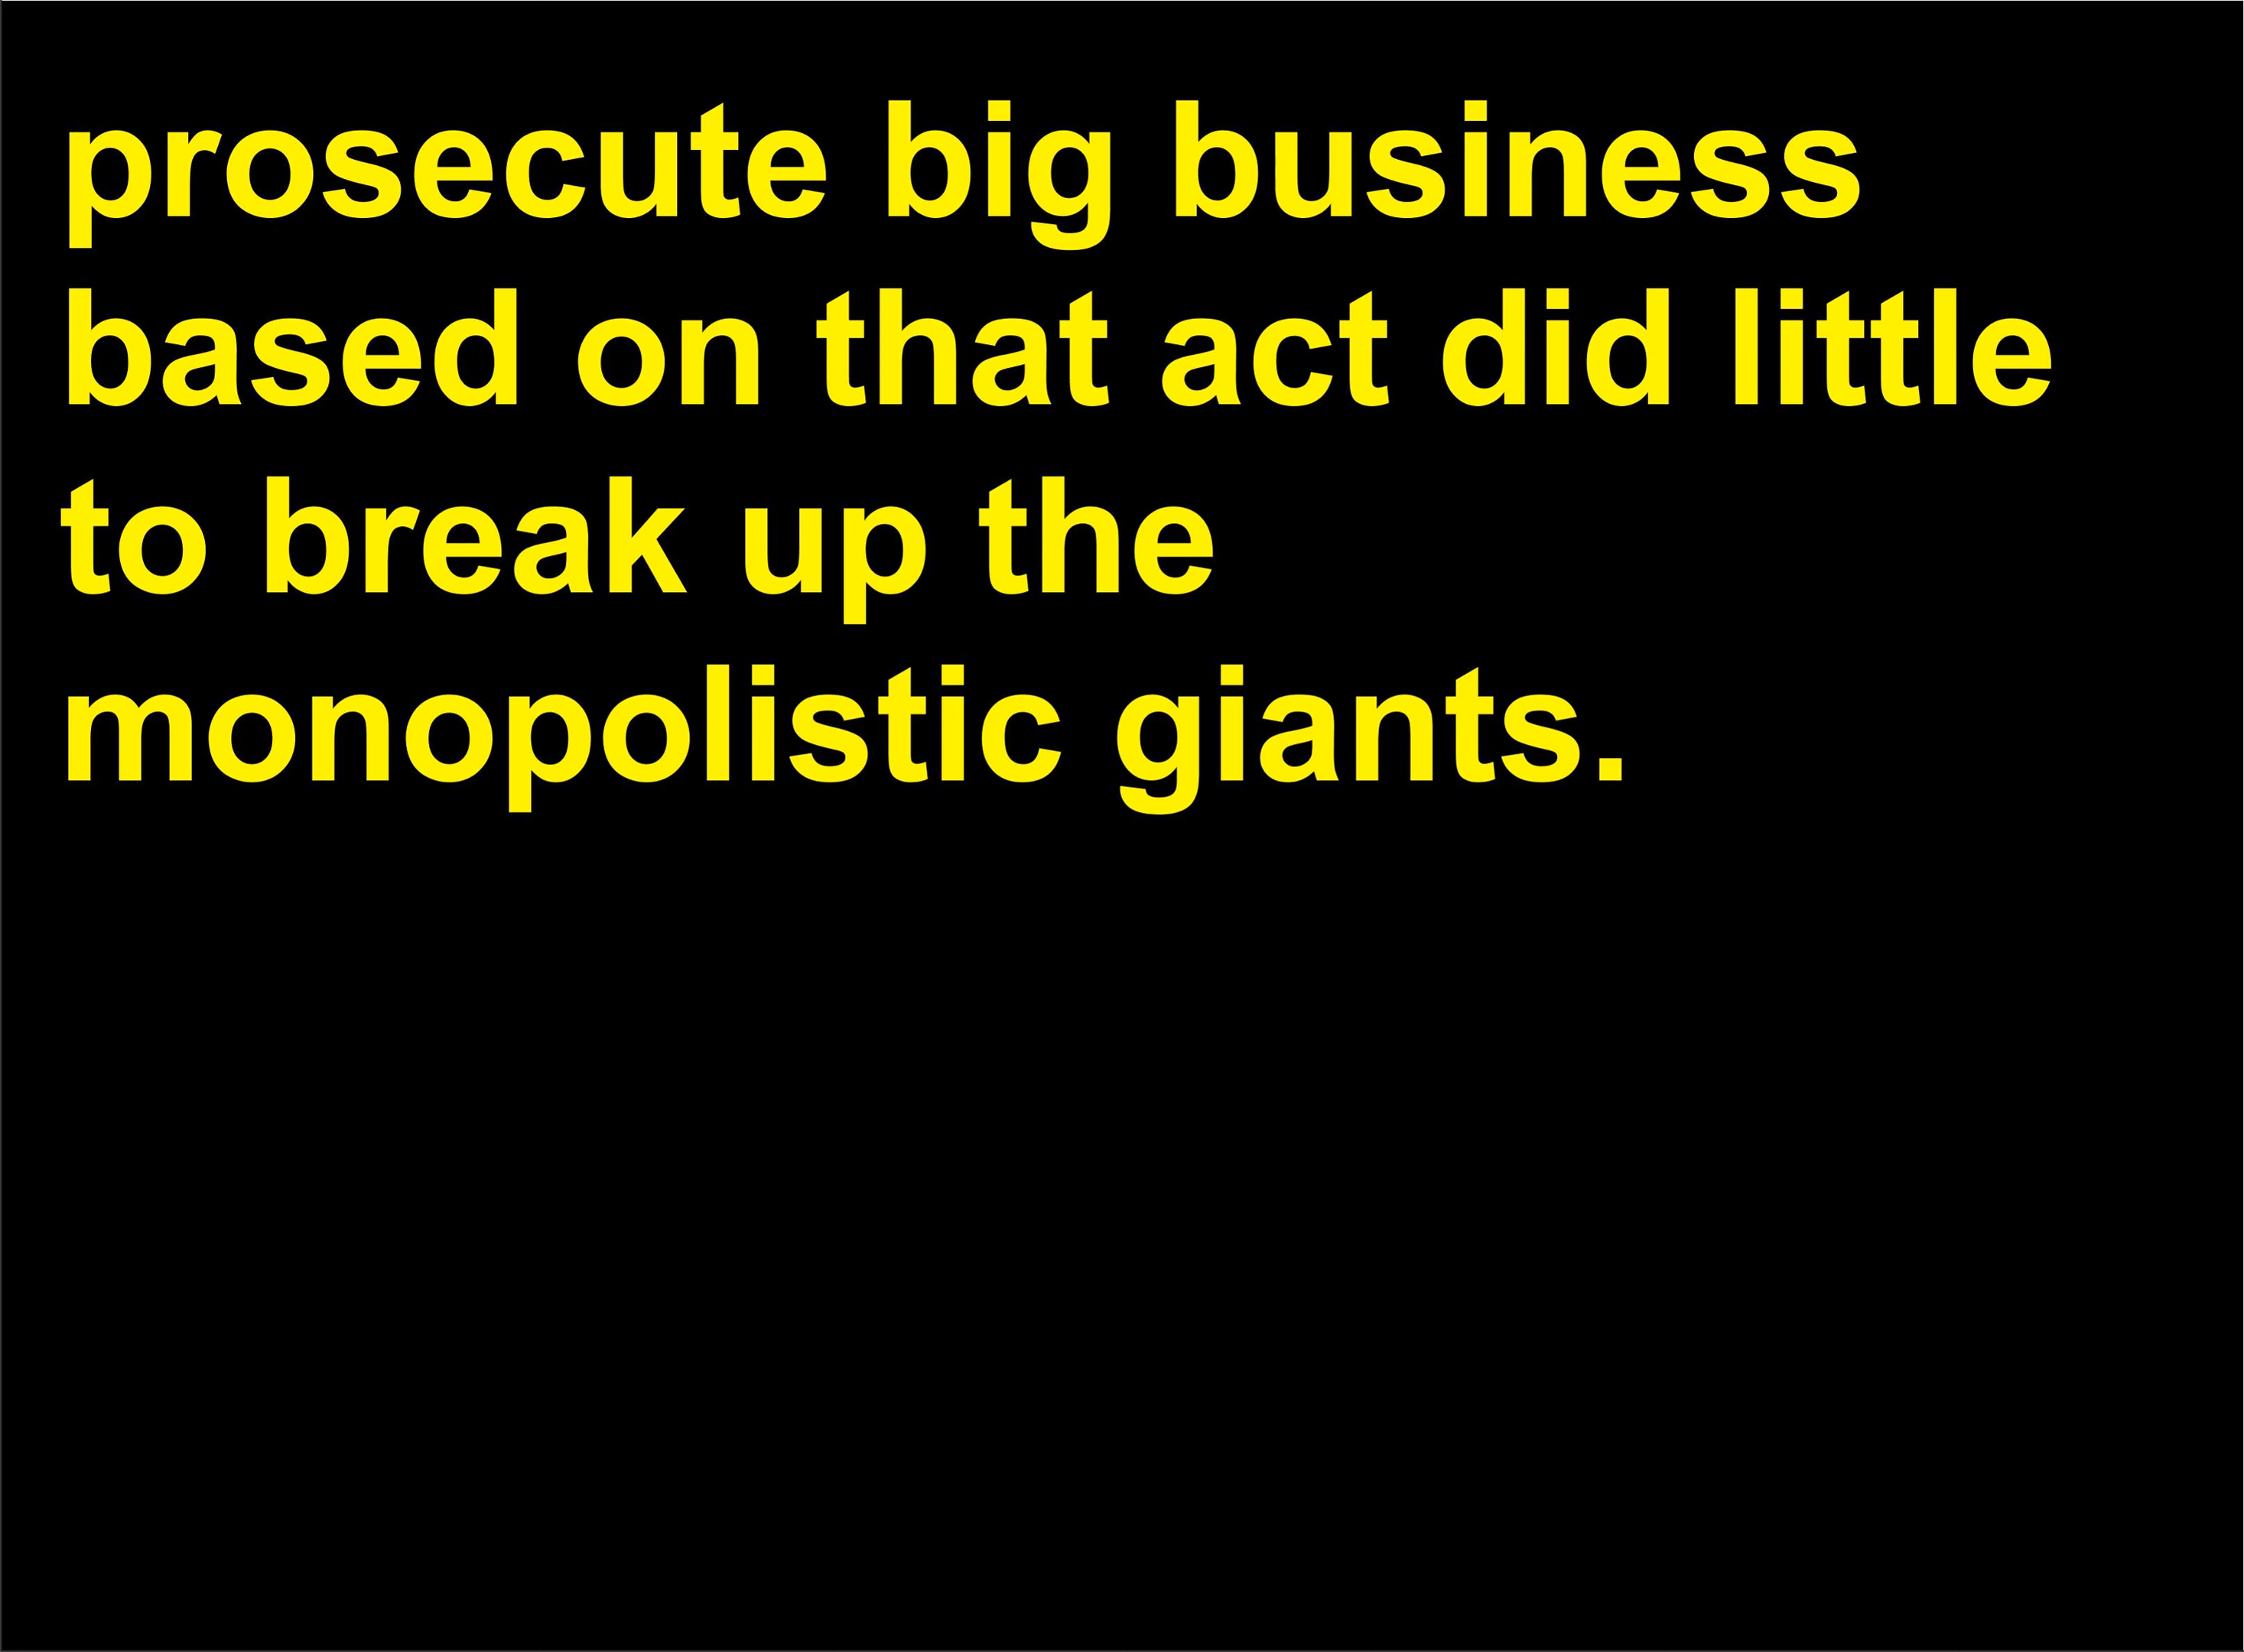 prosecute big business
based on that act did little
to break up the
monopolistic giants.